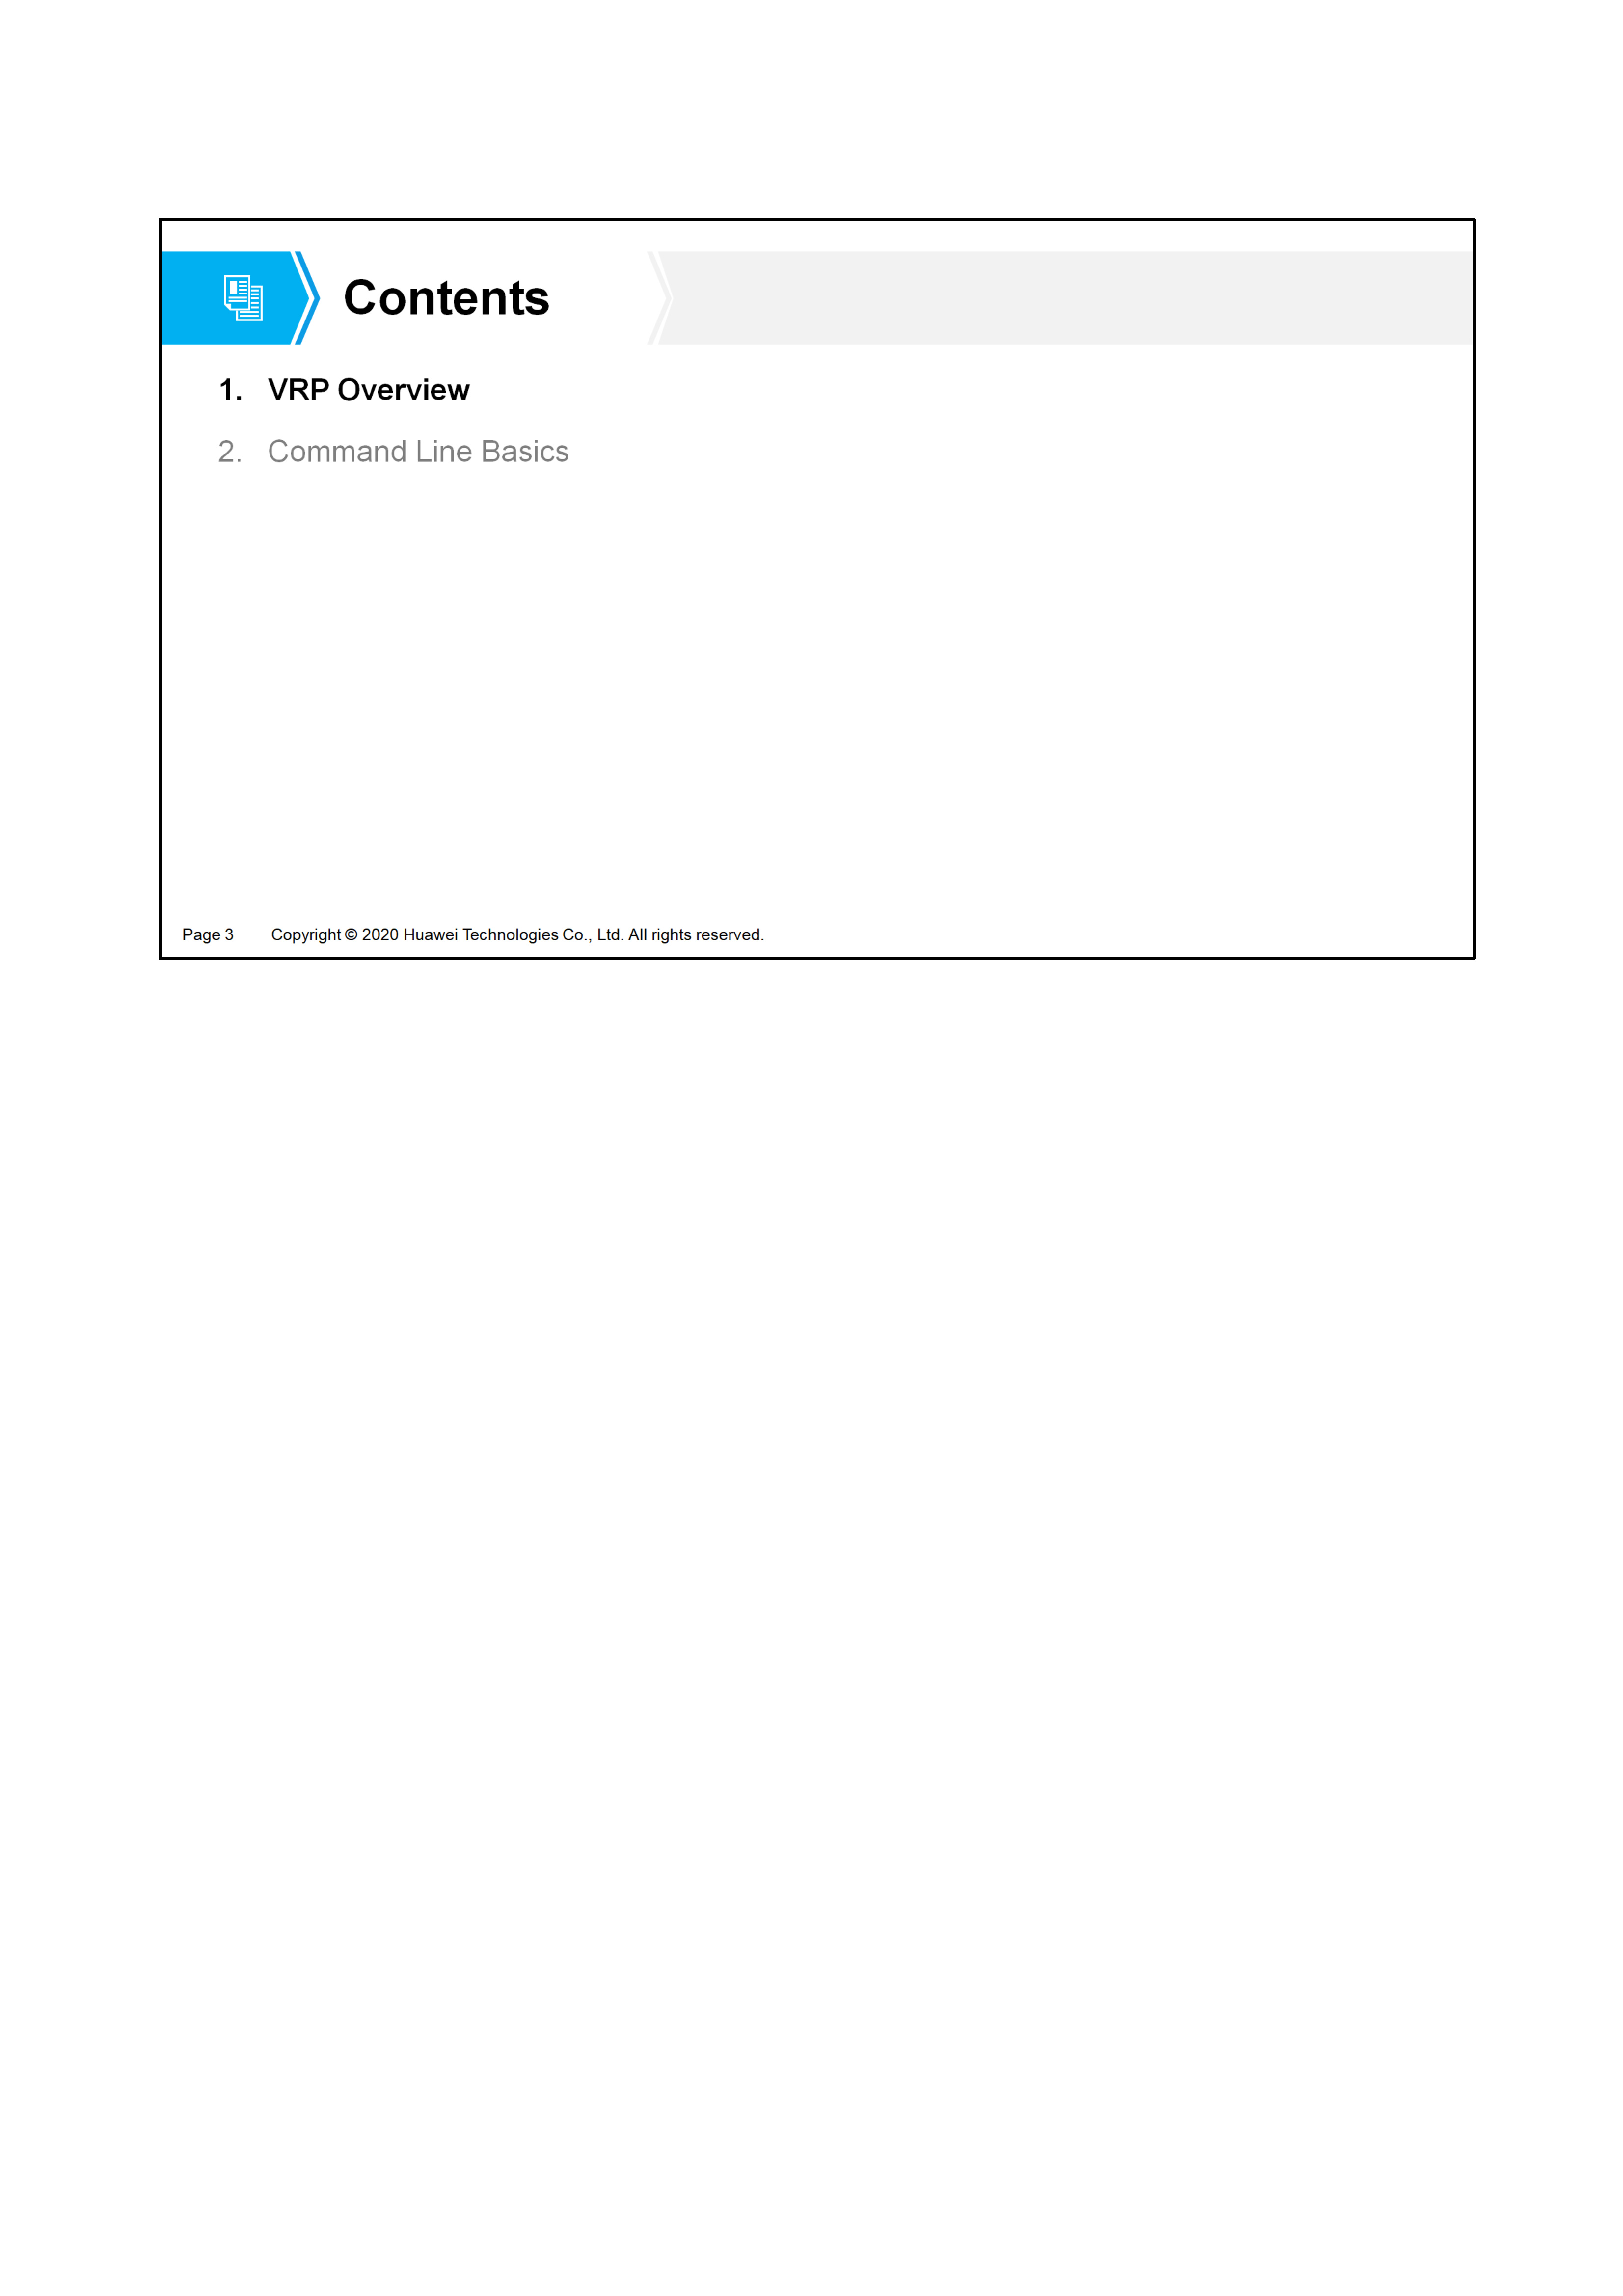 Contents
1. VRP Overview
2. Command Line Basics
Page 3 Copyright © 2020 Huawei Technologies Co., Ltd. All rights reserved.